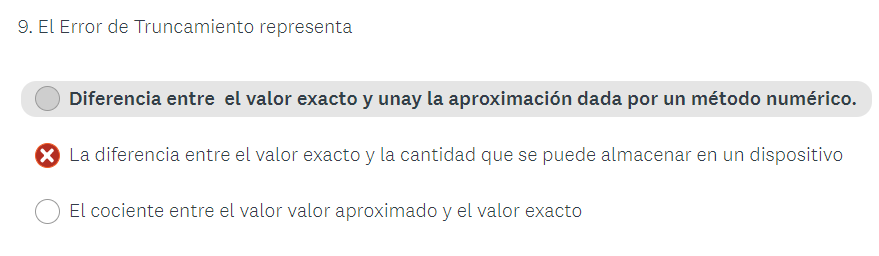 9. El Error de Truncamiento representa
Diferencia entre el valor exacto y unay la aproximación dada por un método numérico.
La diferencia entre el valor exacto y la cantidad que se puede almacenar en un dispositivo
El cociente entre el valor valor aproximado y el valor exacto